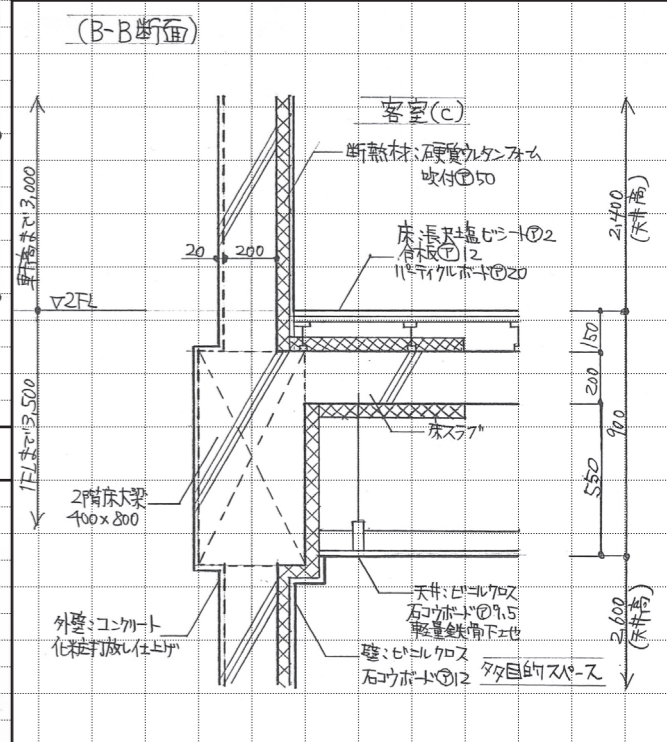 (B-B断面)
客室(C)
断熱材:硬質ウレタンフォーム
吹付㋐50
床:長尺塩ビシート㋐2
合板㋐12
パーティクルボード㋐20
軒高まで3,000
20 200
▽2FL
1FLまで3,500
2,400
(天井高)
150
200
900
550
床スラブ
2階床大梁
400×800
外壁:コンクリート
化粧打放し仕上げ
天井:ビニルクロス
石コウボード㋐9.5
軽量鉄骨下地
壁:ビニルクロス
石コウボード㋐12
多目的スペース
2,600
(天井高)